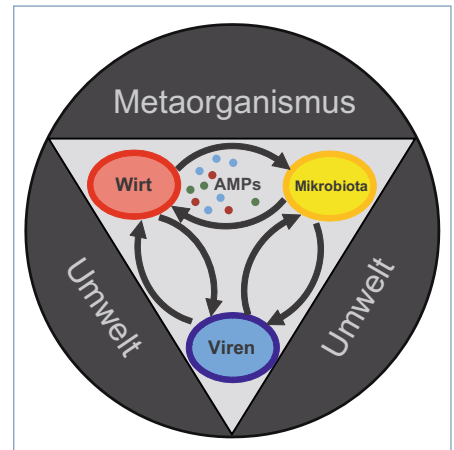 Metaorganismus
Wirt
AMPs
Mikrobiota
Umwelt
Umwelt
Viren